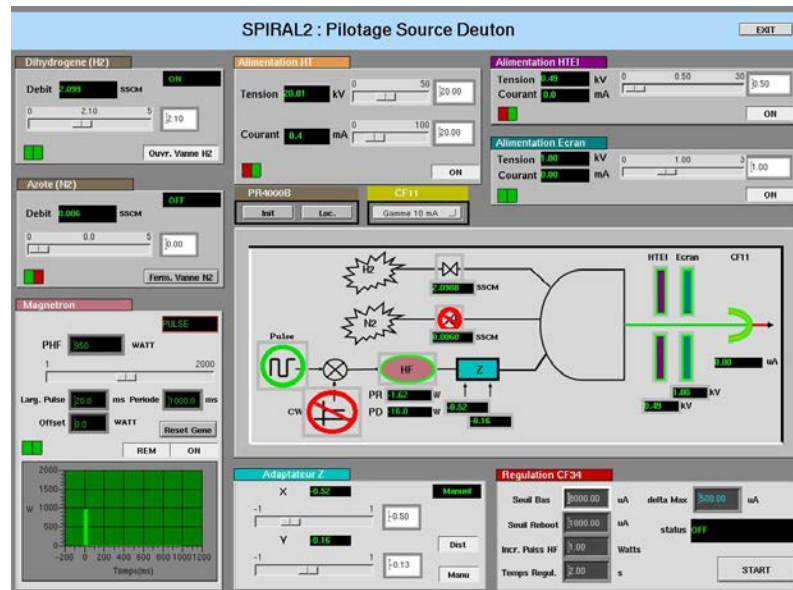 SPIRAL2 : Pilotage Source Deuton
EXIT
Dihydrogene (H2)
ON
Debit 2.099 SSCM
0 2.10 5
2.10
Ouvr. Vanne H2
Azote (N2)
OFF
Debit 0.006 SSCM
0 0.0 5
0.00
Ferm. Vanne N2
Magnetron
PULSE
PHF 950 WATT
1 2000
Larg. Pulse 20.0 ms Periode 1000.0 ms
Offset 0.0 WATT
Reset Gene
REM ON
2000
1500
W 1000
500
0
-200 0 200 400 600 800 1000 1200
Temps(ms)
Alimentation HT
Tension 20.01 kV
0 50
20.00
Courant 0.4 mA
0 100
20.00
ON
PR4000B
Init Loc.
CF11
Gamme 10 mA
Alimentation HTEI
Tension 0.49 kV
0 0.50 30
0.50
Courant 0.0 mA
ON
Alimentation Ecran
Tension 1.00 kV
0 1.00 3
1.00
Courant 0.00 mA
ON
HTEI Ecran CF11
H2
2.0988 SSCM
N2
0.0060 SSCM
Pulse
HF
Z
CW
PR -1.62 W
PD -16.0 W
-0.52
-0.16
0.00 uA
1.00 kV
0.49 kV
Adaptateur Z
X -0.52
Manuel
-1 1
-0.50
Y -0.16
Dist
-1 1
-0.13
Manu
Regulation CF34
Seuil Bas 8000.00 uA
delta Max 500.00 uA
Seuil Reboot 1000.00 uA
status OFF
Incr. Puiss HF 1.00 Watts
Temps Regul. 2.00 s
START